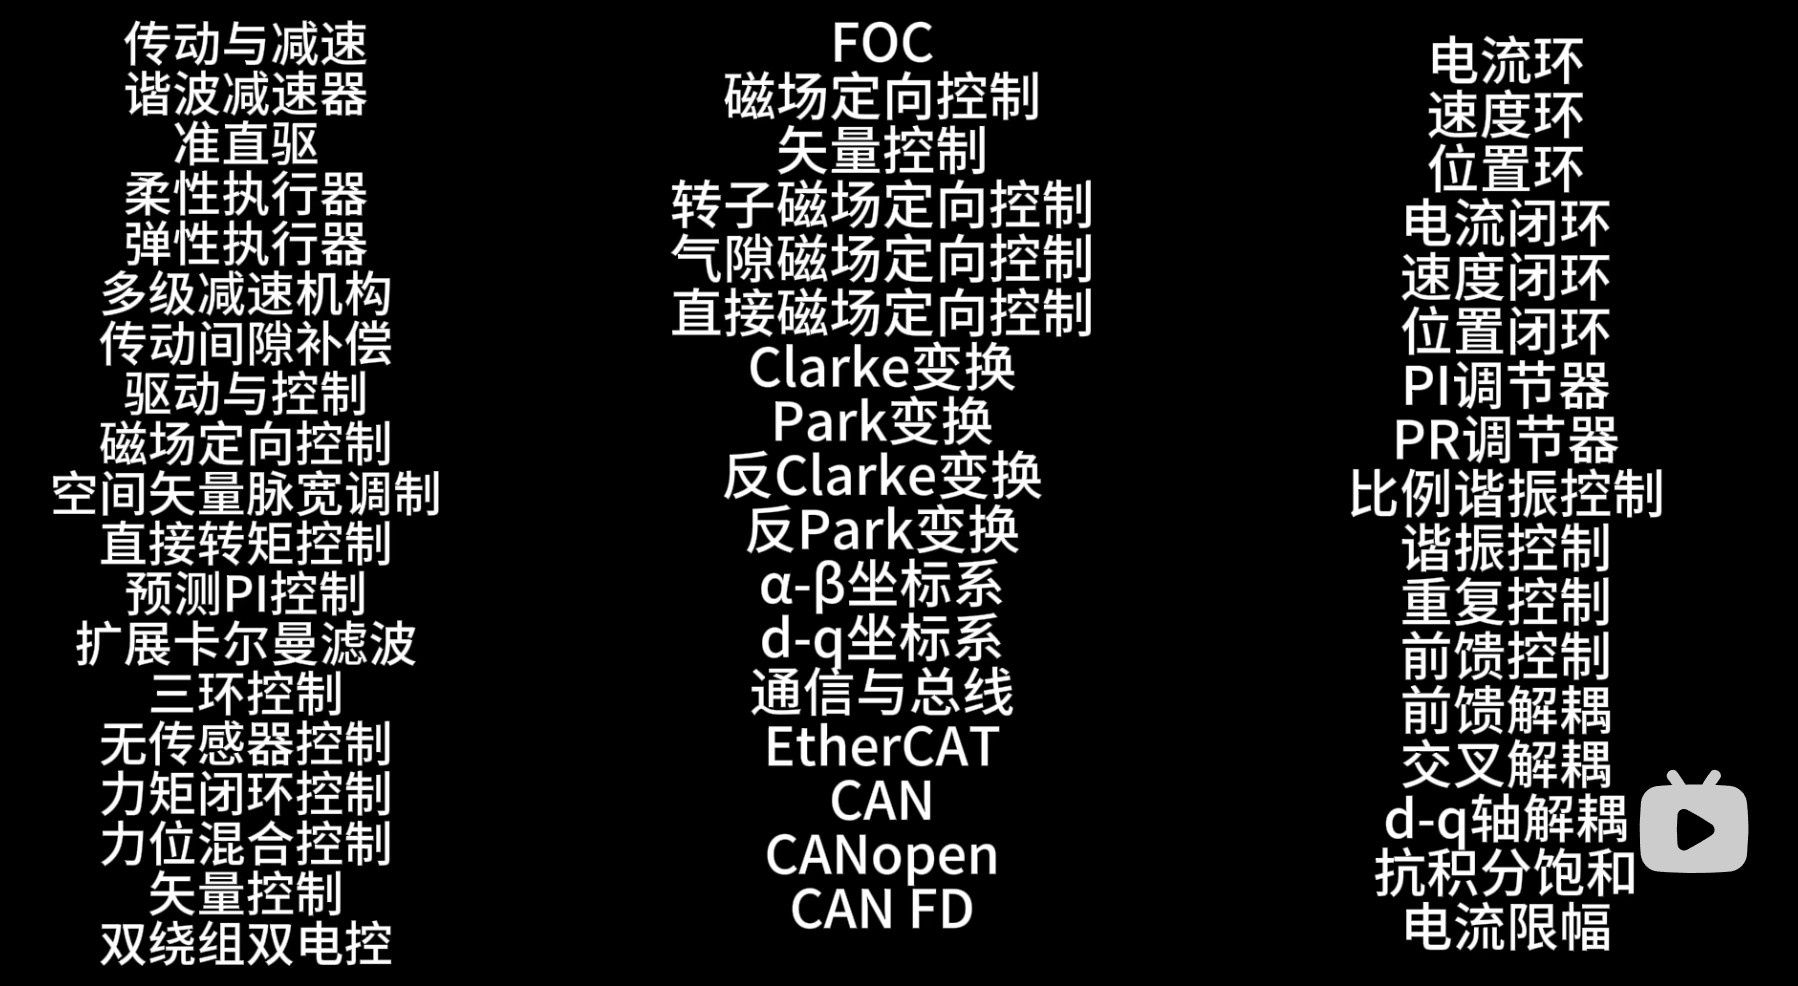 传动与减速
谐波减速器
准直驱
柔性执行器
弹性执行器
多级减速机构
传动间隙补偿
驱动与控制
磁场定向控制
空间矢量脉宽调制
直接转矩控制
预测PI控制
扩展卡尔曼滤波
三环控制
无传感器控制
力矩闭环控制
力位混合控制
矢量控制
双绕组双电控
FOC
磁场定向控制
矢量控制
转子磁场定向控制
气隙磁场定向控制
直接磁场定向控制
Clarke变换
Park变换
反Clarke变换
反Park变换
α-β坐标系
d-q坐标系
通信与总线
EtherCAT
CAN
CANopen
CAN FD
电流环
速度环
位置环
电流闭环
速度闭环
位置闭环
PI调节器
PR调节器
比例谐振控制
谐振控制
重复控制
前馈控制
前馈解耦
交叉解耦
d-q轴解耦
抗积分饱和
电流限幅